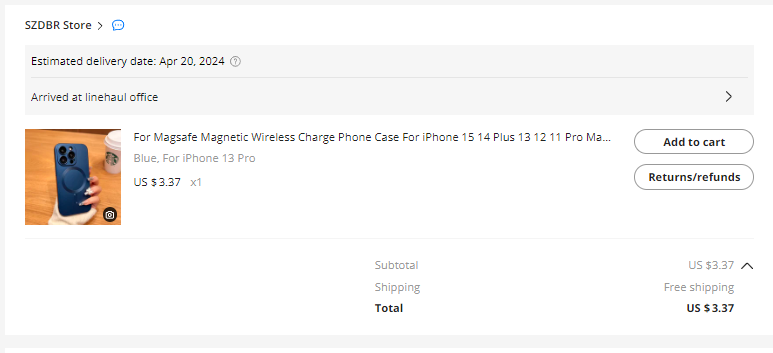 SZDBR Store
Estimated delivery date: Apr 20, 2024
Arrived at linehaul office
For Magsafe Magnetic Wireless Charge Phone Case For iPhone 15 14 Plus 13 12 11 Pro Ma...
Add to cart
Blue, For iPhone 13 Pro
Returns/refunds
US $3.37 x1
Subtotal US $3.37
Shipping Free shipping
Total US $3.37